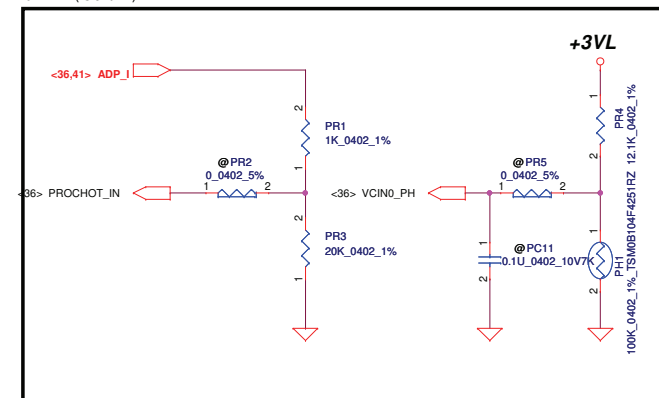 +3VL
<36,41> ADP_I
2
PR1
1K_0402_1%
1
@PR2
0_0402_5%
<36> PROCHOT_IN
1
2
2
PR3
20K_0402_1%
1
1
PR4
12.1K_0402_1%
2
@PR5
0_0402_5%
<36> VCIN0_PH
1
2
1
@PC11
0.1U_0402_10V7K
2
1
PH1
100K_0402_1%_TSM0B104F4251RZ
2